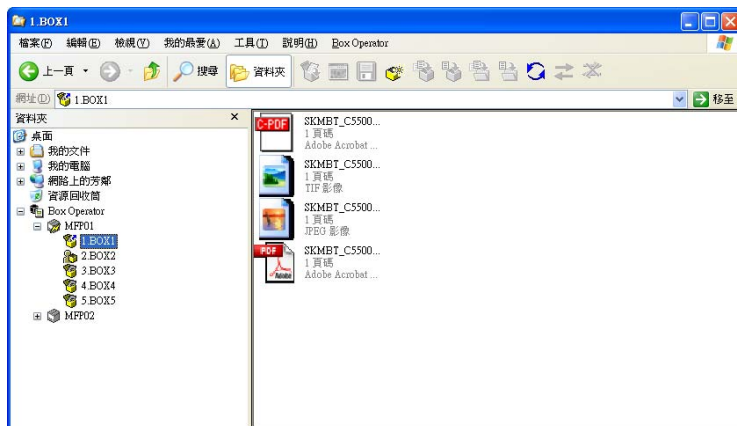 1.BOX1
檔案(F) 編輯(E) 檢視(V) 我的最愛(A) 工具(T) 說明(H) Box Operator
上一頁 搜尋 資料夾
網址(D) 1.BOX1 移至
資料夾
桌面
我的文件
我的電腦
網路上的芳鄰
資源回收筒
Box Operator
MFP01
1.BOX1
2.BOX2
3.BOX3
4.BOX4
5.BOX5
MFP02
C-PDF
SKMBT_C5500...
1 頁碼
Adobe Acrobat ...
SKMBT_C5500...
1 頁碼
TIF 影像
SKMBT_C5500...
1 頁碼
JPEG 影像
PDF
Adobe
SKMBT_C5500...
1 頁碼
Adobe Acrobat ...